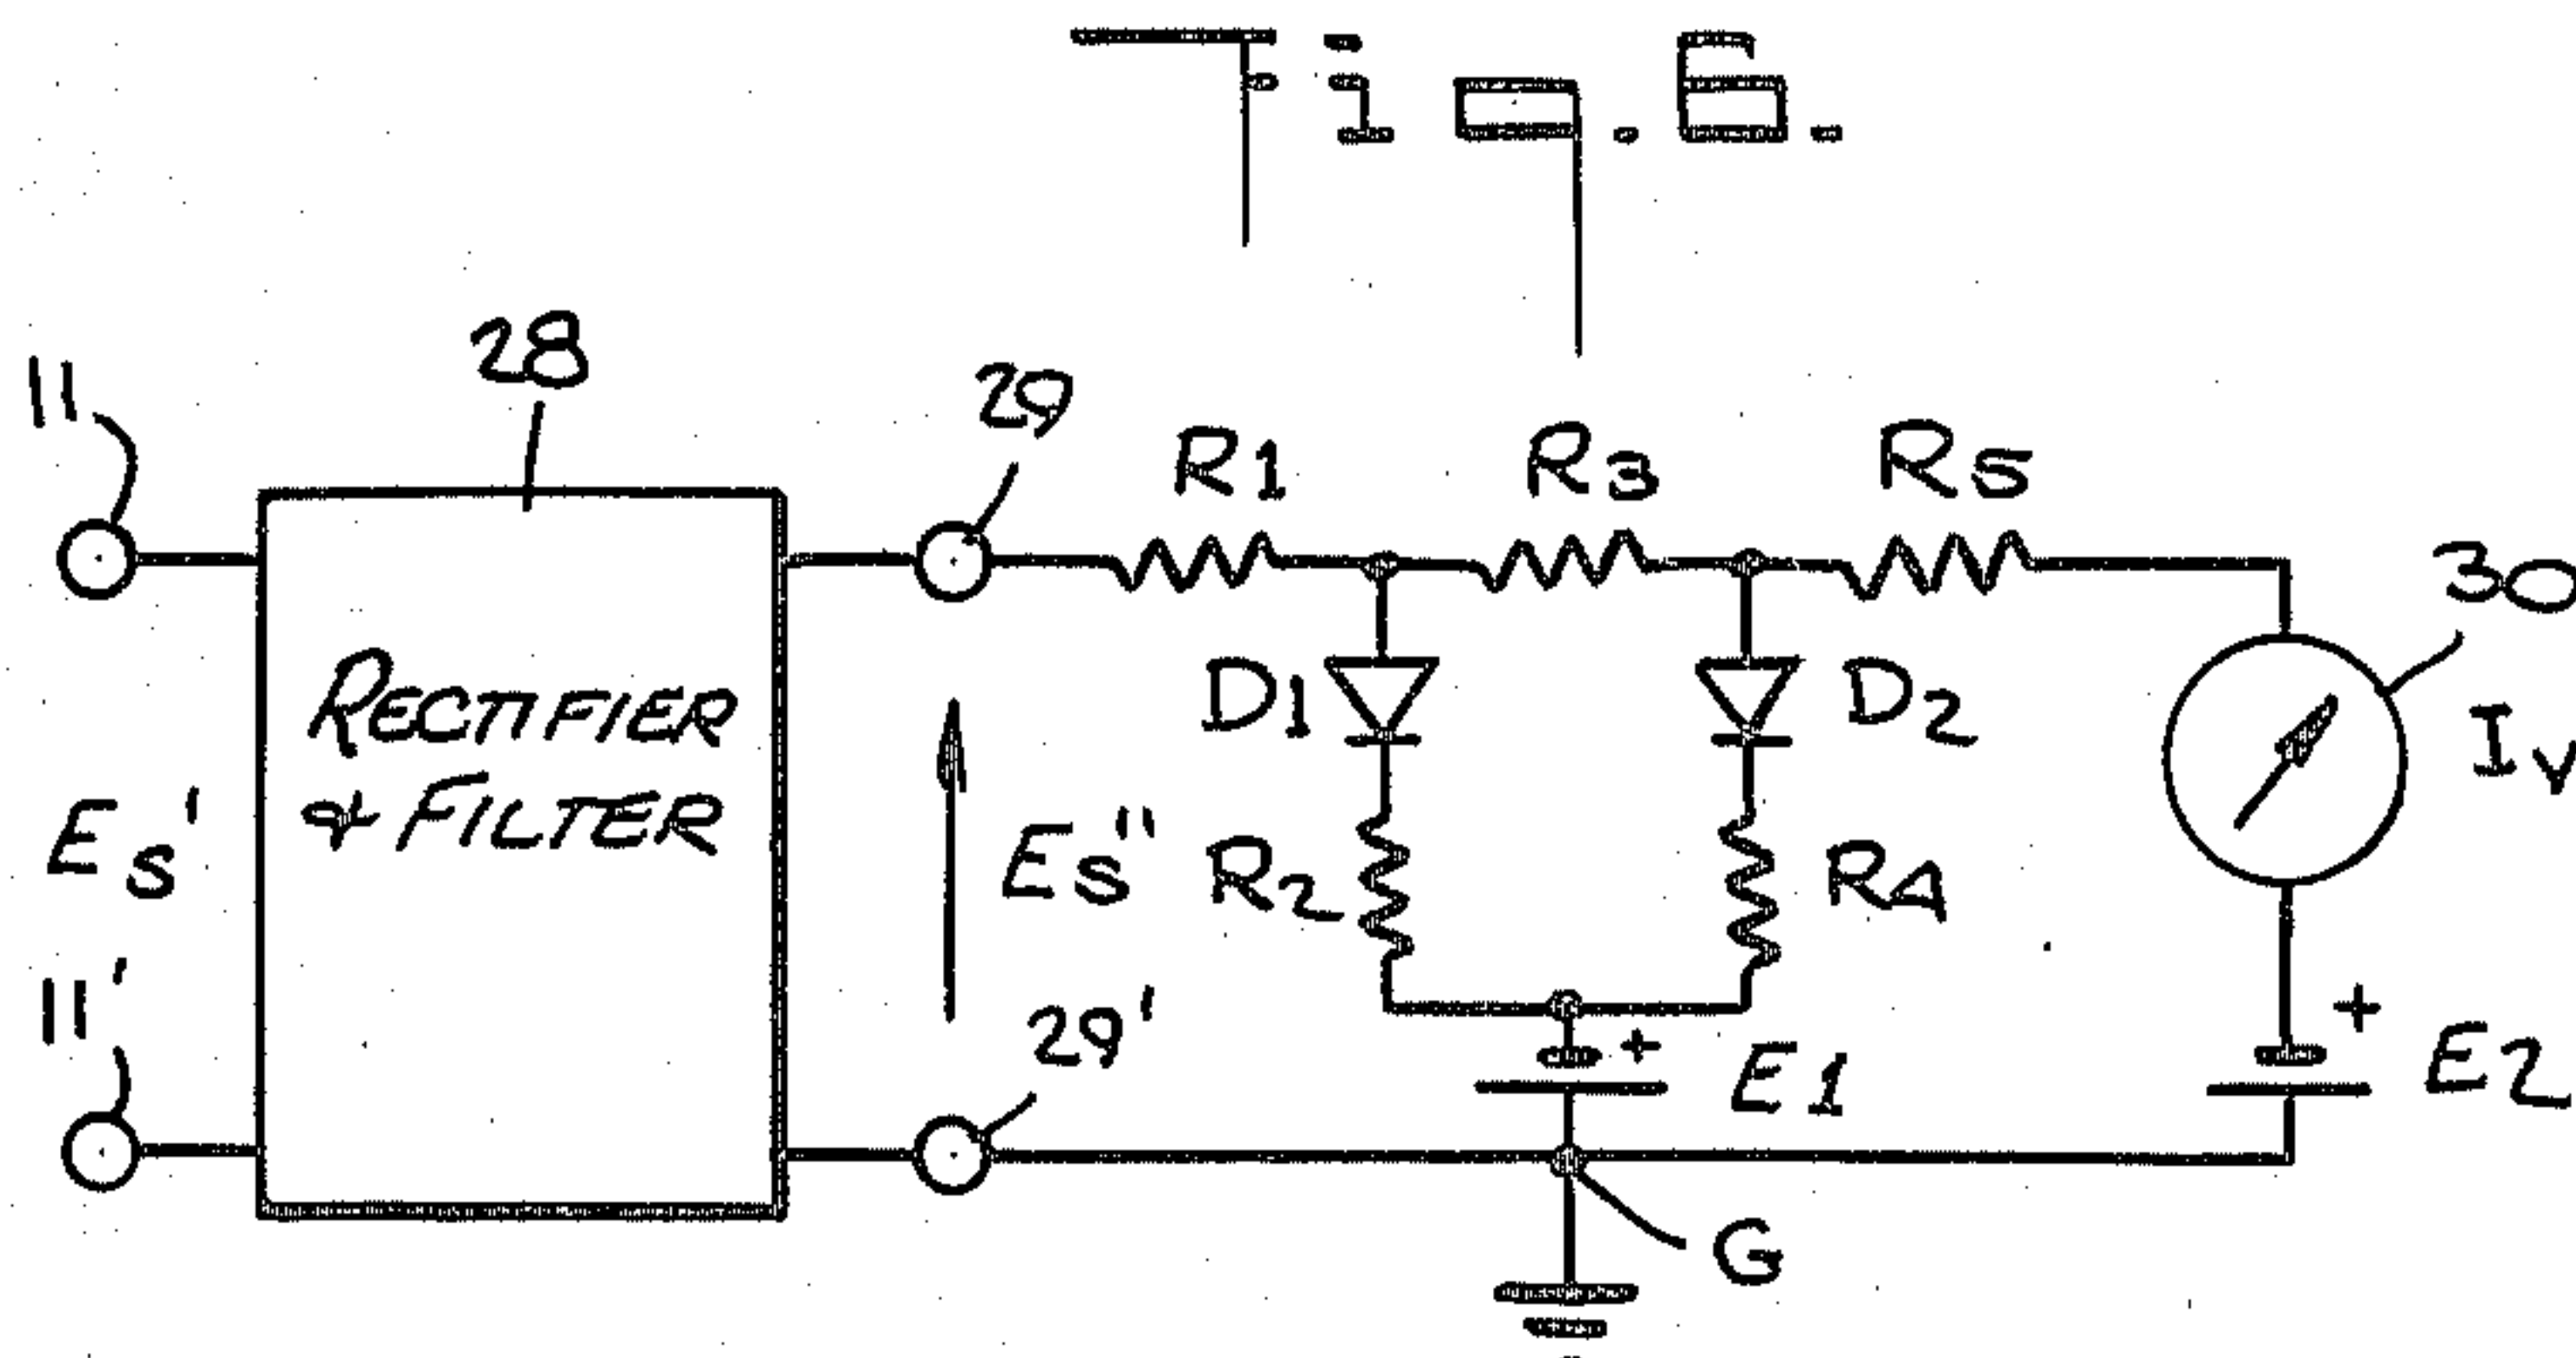 Fig. 6.
11
28
29
R1
R3
R5
30
RECTIFIER
& FILTER
D1
D2
Iv
Es'
Es"
R2
R4
11'
29'
+
E1
+
E2
G